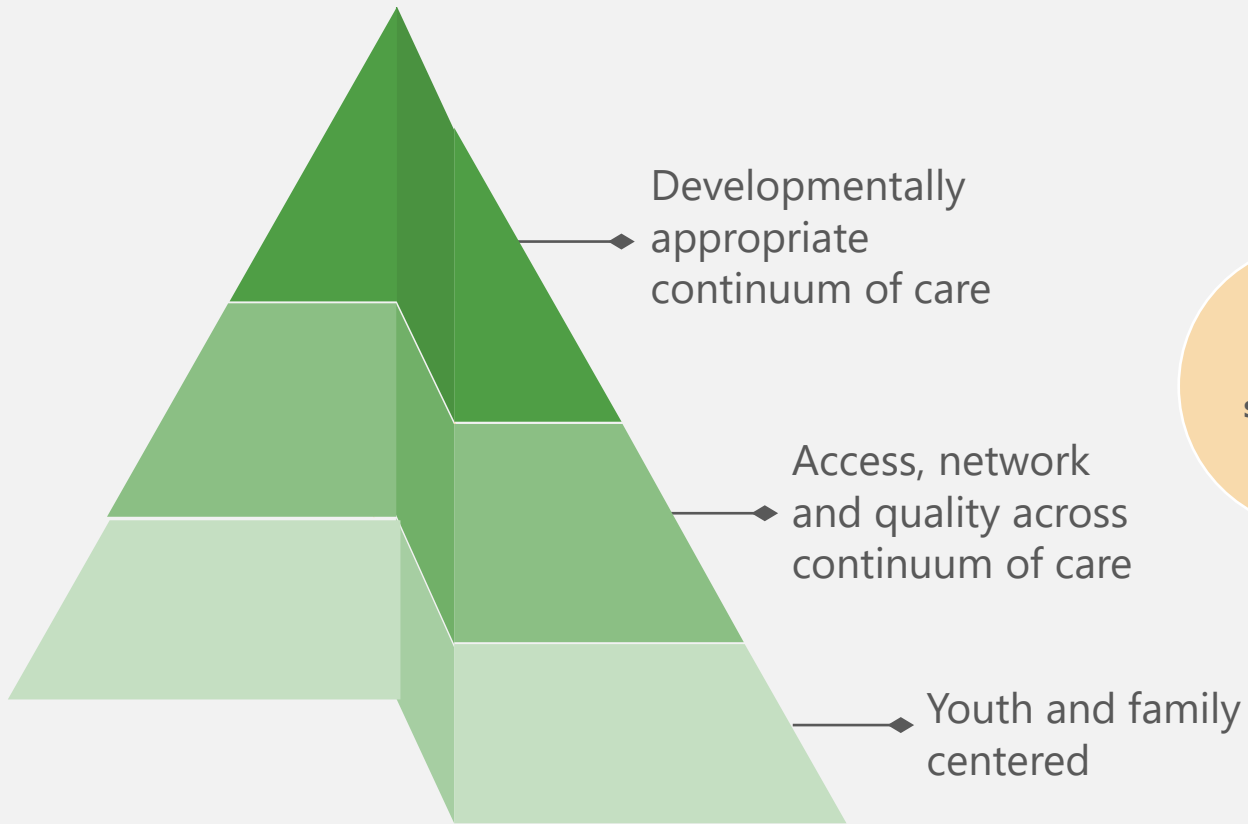 Developmentally
appropriate
continuum of care
Access, network
and quality across
continuum of care
Youth and family
centered